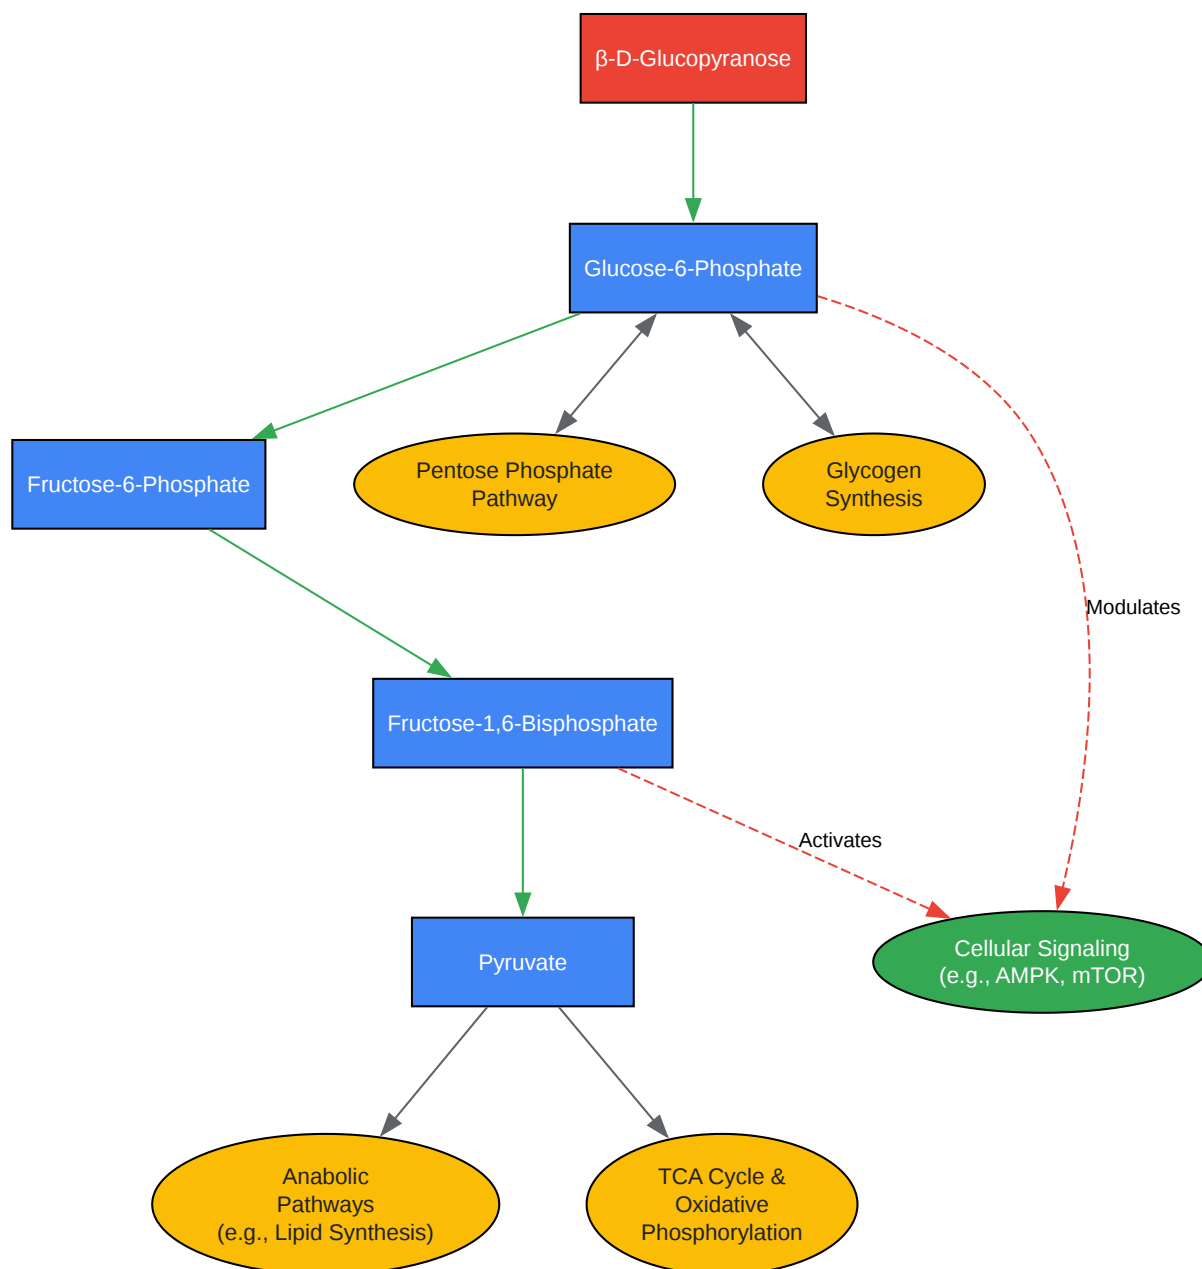 β-D-Glucopyranose
Glucose-6-Phosphate
Fructose-6-Phosphate
Pentose Phosphate
Pathway
Glycogen
Synthesis
Modulates
Fructose-1,6-Bisphosphate
Activates
Pyruvate
Cellular Signaling
(e.g., AMPK, mTOR)
Anabolic
Pathways
(e.g., Lipid Synthesis)
TCA Cycle &
Oxidative
Phosphorylation